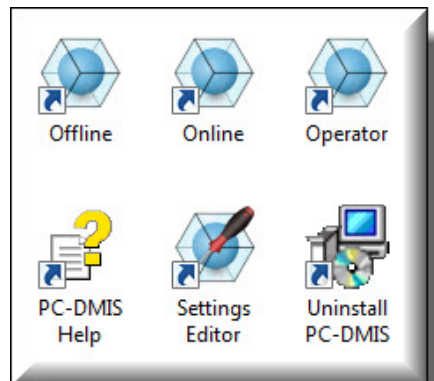 Offline Online Operator
PC-DMIS Help
Settings Editor
Uninstall PC-DMIS